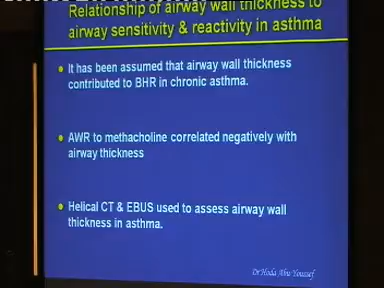 Relationship of airway wall thickness to
airway sensitivity & reactivity in asthma
It has been assumed that airway wall thickness
contributed to BHR in chronic asthma.
AWR to methacholine correlated negatively with
airway thickness
Helical CT & EBUS used to assess airway wall
thickness in asthma.
Dr Hoda Abu Youssef